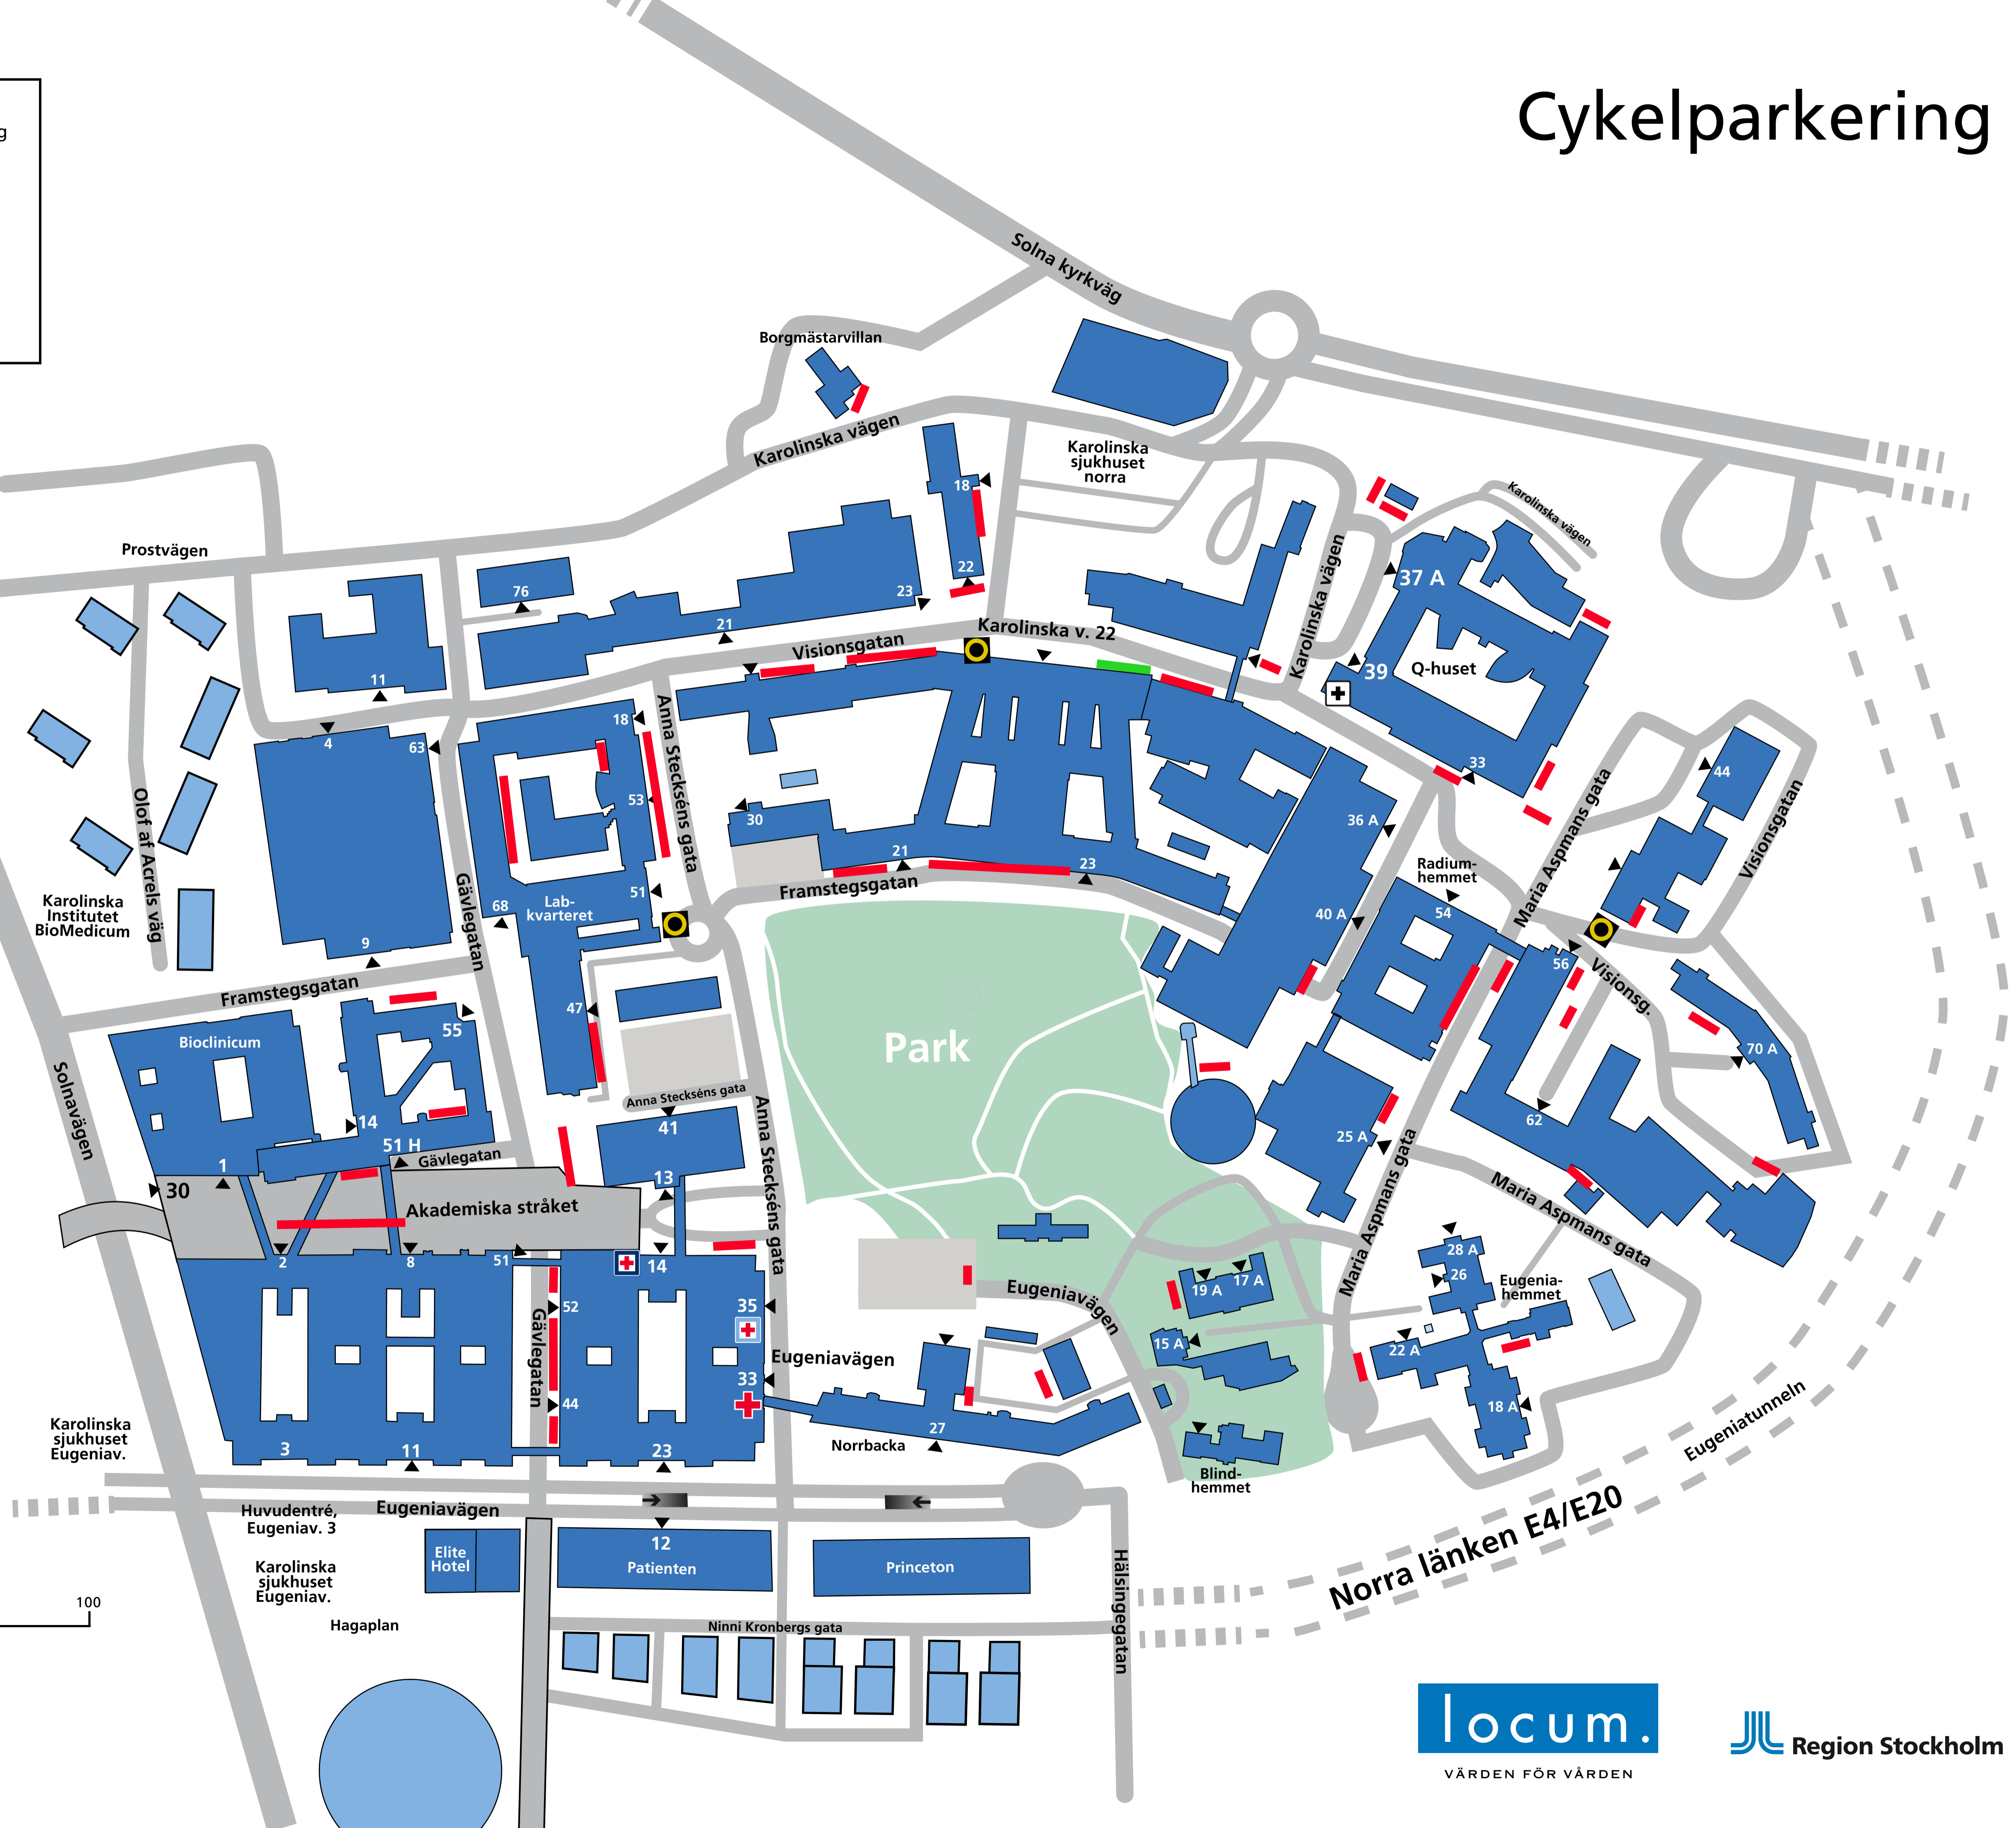 Cykelparkering
g
Solna kyrkväg
Borgmästarvillan
Karolinska vägen
Karolinska
sjukhuset
norra
18
22
Karolinska vägen
Karolinska vägen
Prostvägen
76
23
21
Visionsgatan
Karolinska v. 22
37 A
39
Q-huset
33
11
4
63
18
53
51
68
Lab-
kvarteret
47
Anna Steckséns gata
30
21
23
Framstegsgatan
36 A
40 A
Radium-
hemmet
54
Maria Aspmans gata
44
Visionsgatan
Visionsg.
56
70 A
62
Olof af Acrels väg
Karolinska
Institutet
BioMedicum
9
Gävlegatan
Framstegsgatan
Solnavägen
Bioclinicum
55
14
51 H
Gävlegatan
1
30
Akademiska stråket
Anna Steckséns gata
41
13
Anna Steckséns gata
Park
25 A
Maria Aspmans gata
Maria Aspmans gata
2
8
51
14
52
35
33
44
Gävlegatan
3
11
23
Eugeniavägen
Eugeniavägen
27
Norrbacka
19 A
17 A
15 A
Blind-
hemmet
28 A
26
Eugenia-
hemmet
22 A
18 A
Karolinska
sjukhuset
Eugeniav.
Huvudentré,
Eugeniav. 3
Eugeniavägen
Karolinska
sjukhuset
Eugeniav.
Hagaplan
Elite
Hotel
12
Patienten
Princeton
Ninni Kronbergs gata
Hälsingegatan
Norra länken E4/E20
Eugeniatunneln
100
locum.
VÄRDEN FÖR VÅRDEN
Region Stockholm